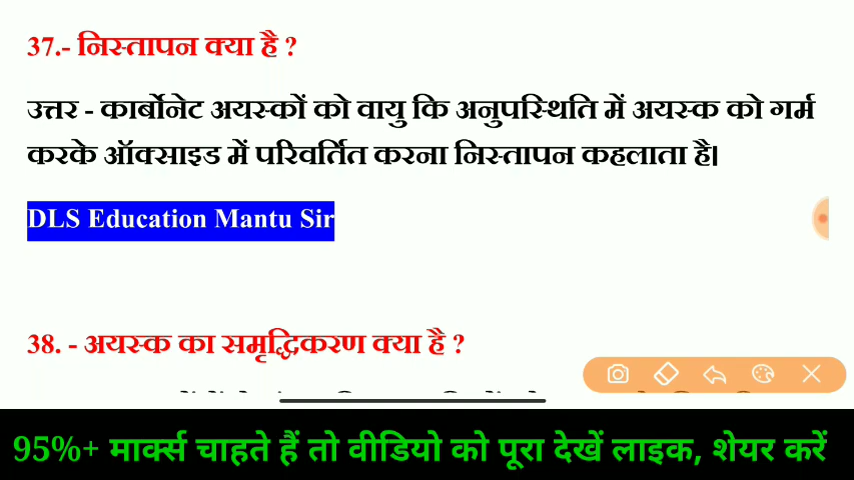 37.- निस्तापन क्या है ?
उत्तर - कार्बोनेट अयस्कों को वायु कि अनुपस्थिति में अयस्क को गर्म
करके ऑक्साइड में परिवर्तित करना निस्तापन कहलाता है।
DLS Education Mantu Sir
38. - अयस्क का समृद्धिकरण क्या है ?
95%+ मार्क्स चाहते हैं तो वीडियो को पूरा देखें लाइक, शेयर करें